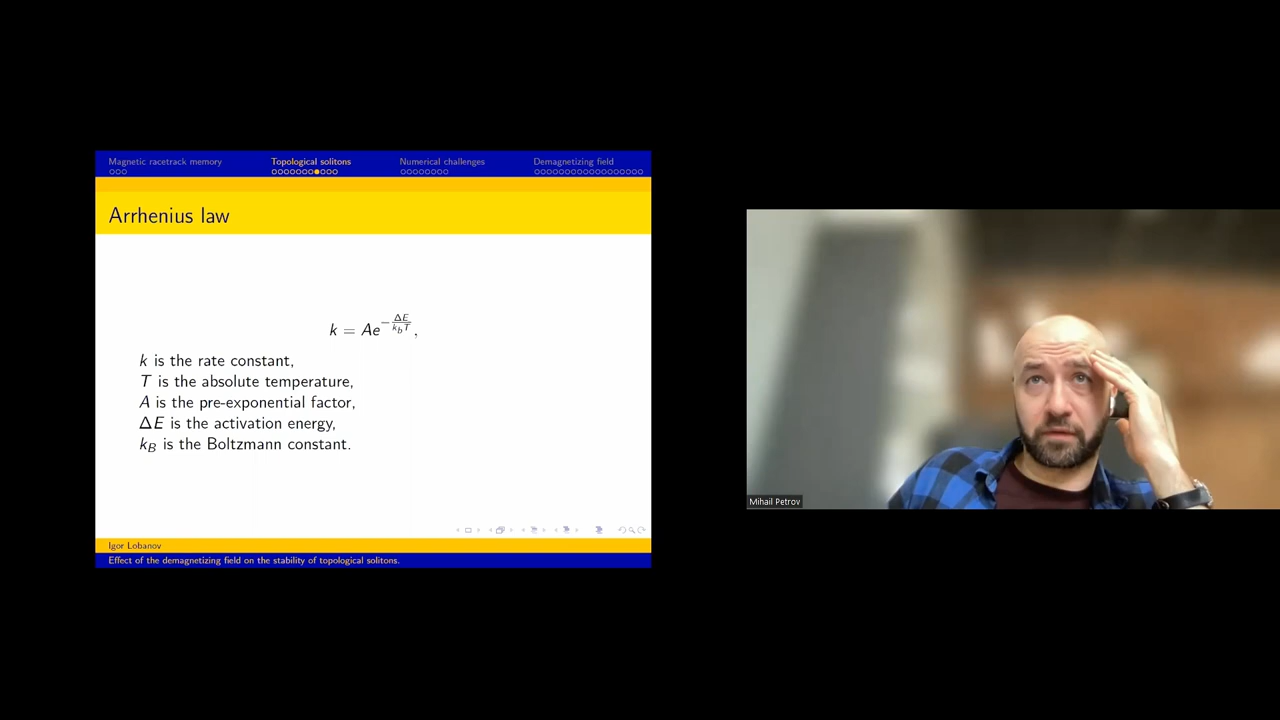 Magnetic racetrack memory
Topological solitons
Numerical challenges
Demagnetizing field
Arrhenius law
k = Ae^{-\frac{ΔE}{k_b T}},
k is the rate constant,
T is the absolute temperature,
A is the pre-exponential factor,
ΔE is the activation energy,
k_B is the Boltzmann constant.
Igor Lobanov
Effect of the demagnetizing field on the stability of topological solitons.
Mihail Petrov